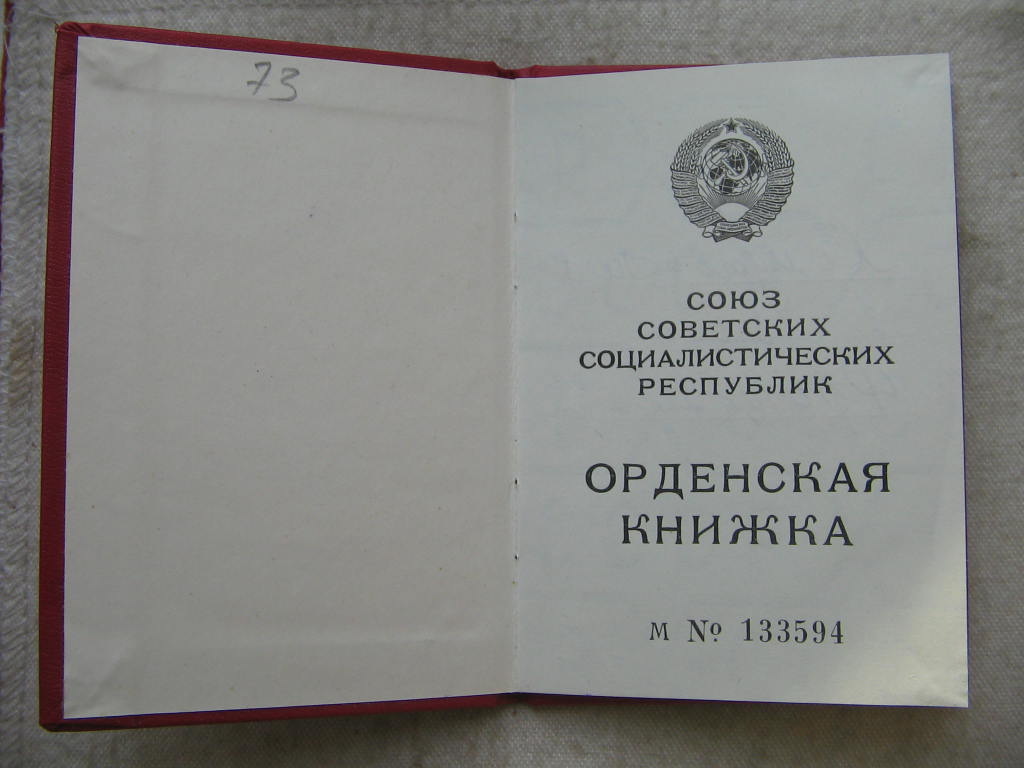 73
СОЮЗ
СОВЕТСКИХ
СОЦИАЛИСТИЧЕСКИХ
РЕСПУБЛИК
ОРДЕНСКАЯ
КНИЖКА
М № 133594